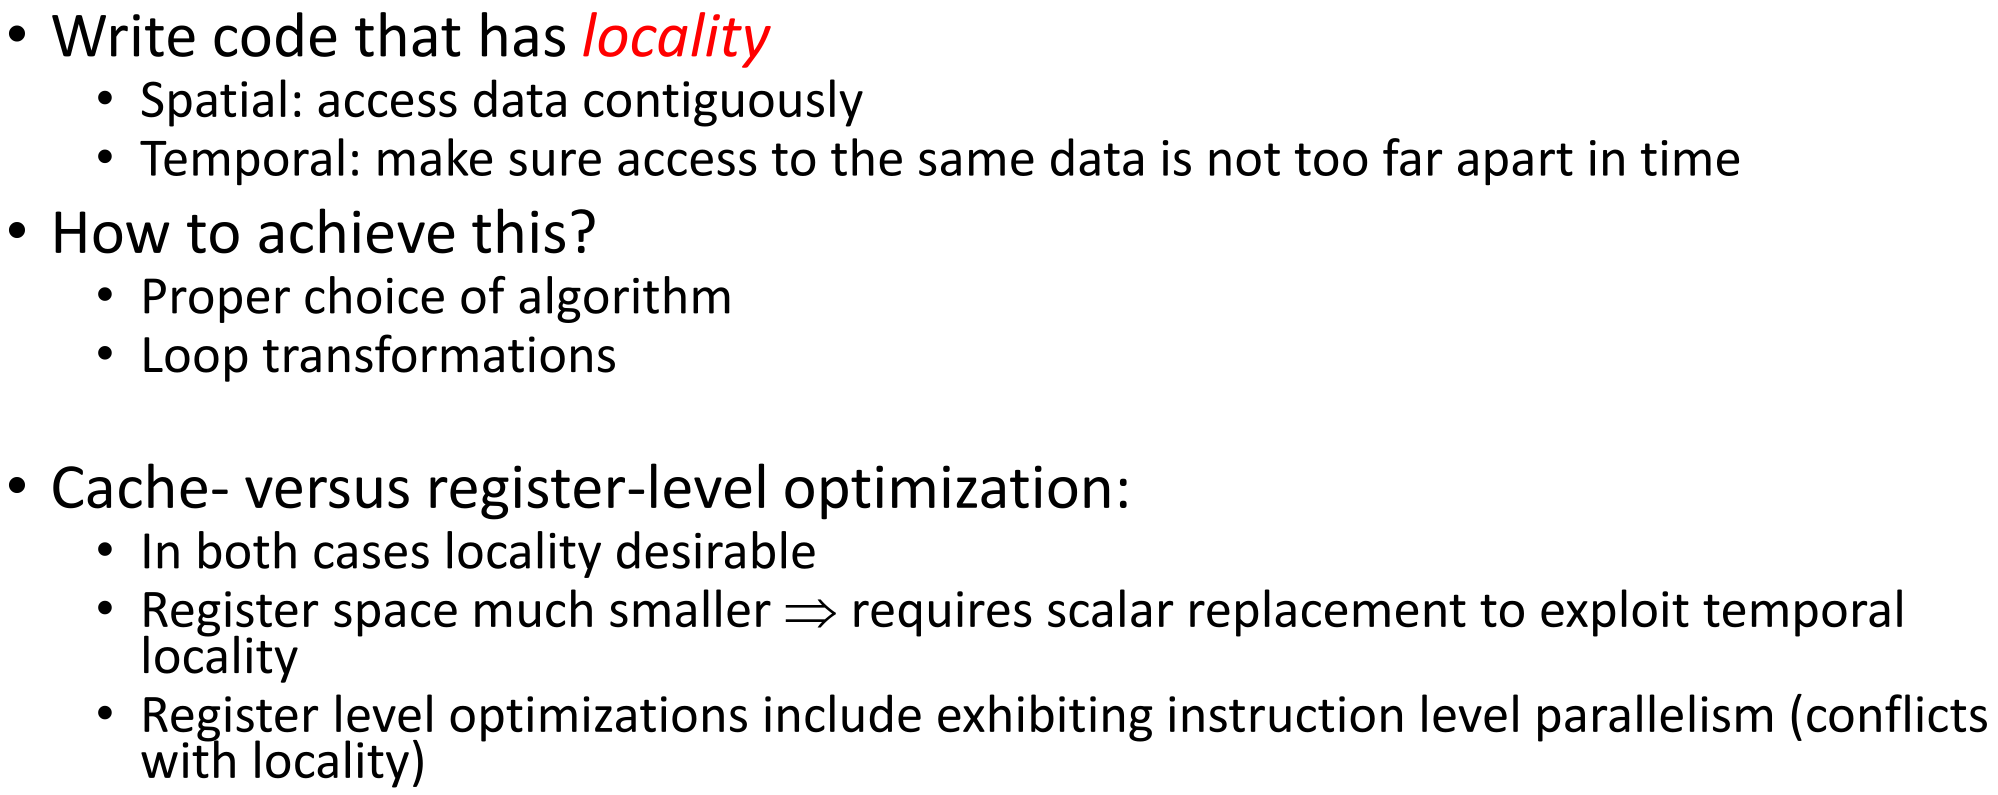 • Write code that has locality
• Spatial: access data contiguously
• Temporal: make sure access to the same data is not too far apart in time
• How to achieve this?
• Proper choice of algorithm
• Loop transformations
• Cache- versus register-level optimization:
• In both cases locality desirable
• Register space much smaller ⇒ requires scalar replacement to exploit temporal
locality
• Register level optimizations include exhibiting instruction level parallelism (conflicts
with locality)